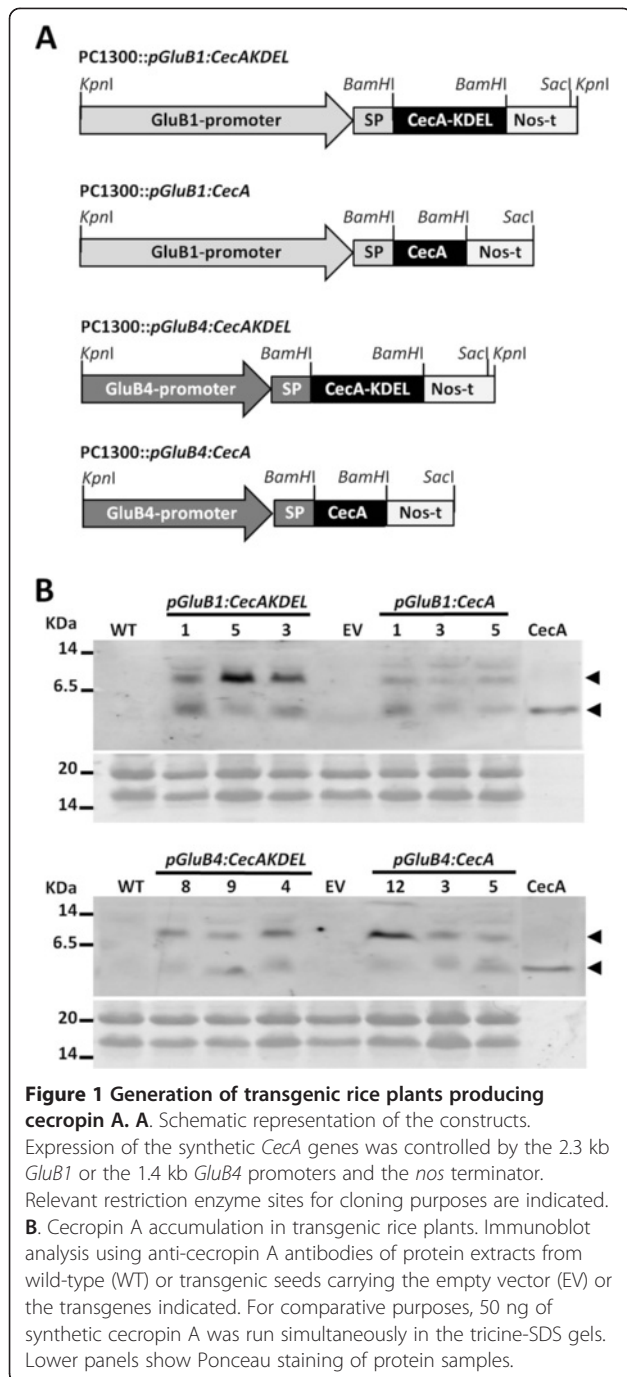 A
PC1300::pGluB1:CecAKDEL
KpnI BamHI BamHI SacI KpnI
GluB1-promoter SP CecA-KDEL Nos-t
PC1300::pGluB1:CecA
KpnI BamHI BamHI SacI
GluB1-promoter SP CecA Nos-t
PC1300::pGluB4:CecAKDEL
KpnI BamHI BamHI SacI KpnI
GluB4-promoter SP CecA-KDEL Nos-t
PC1300::pGluB4:CecA
KpnI BamHI BamHI SacI
GluB4-promoter SP CecA Nos-t
B
pGluB1:CecAKDEL pGluB1:CecA
KDa WT 1 5 3 EV 1 3 5 CecA
14
6.5
20
14
pGluB4:CecAKDEL pGluB4:CecA
KDa WT 8 9 4 EV 12 3 5 CecA
14
6.5
20
14
Figure 1 Generation of transgenic rice plants producing
cecropin A. A. Schematic representation of the constructs.
Expression of the synthetic CecA genes was controlled by the 2.3 kb
GluB1 or the 1.4 kb GluB4 promoters and the nos terminator.
Relevant restriction enzyme sites for cloning purposes are indicated.
B. Cecropin A accumulation in transgenic rice plants. Immunoblot
analysis using anti-cecropin A antibodies of protein extracts from
wild-type (WT) or transgenic seeds carrying the empty vector (EV) or
the transgenes indicated. For comparative purposes, 50 ng of
synthetic cecropin A was run simultaneously in the tricine-SDS gels.
Lower panels show Ponceau staining of protein samples.